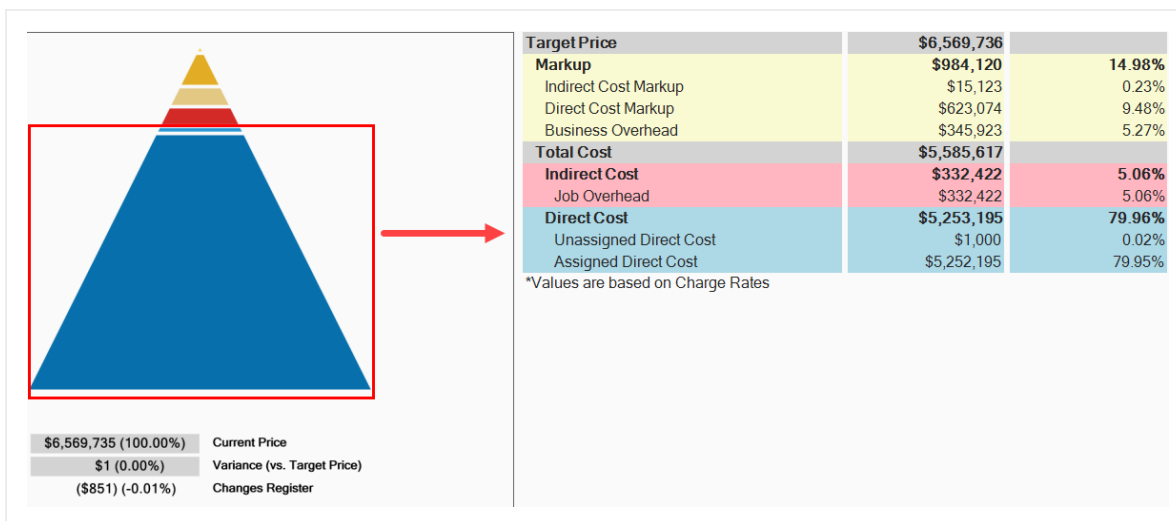 Target Price $6,569,736
Markup $984,120 14.98%
Indirect Cost Markup $15,123 0.23%
Direct Cost Markup $623,074 9.48%
Business Overhead $345,923 5.27%
Total Cost $5,585,617
Indirect Cost $332,422 5.06%
Job Overhead $332,422 5.06%
Direct Cost $5,253,195 79.96%
Unassigned Direct Cost $1,000 0.02%
Assigned Direct Cost $5,252,195 79.95%
*Values are based on Charge Rates
$6,569,735 (100.00%) Current Price
$1 (0.00%) Variance (vs. Target Price)
($851) (-0.01%) Changes Register